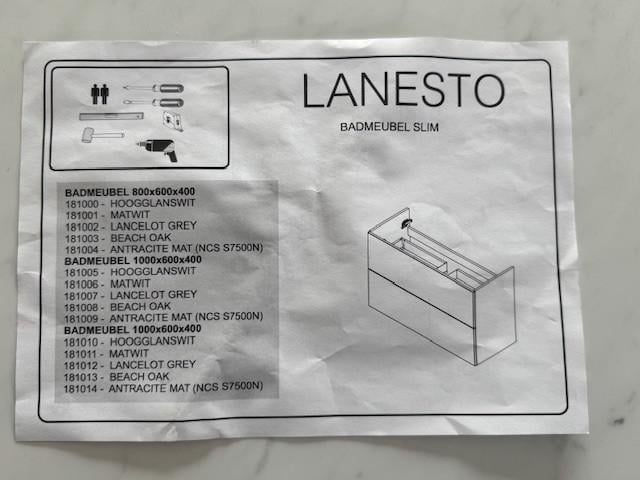 LANESTO
BADMEUBEL SLIM
BADMEUBEL 800x600x400
181000 - HOOGGLANSWIT
181001 - MATWIT
181002 - LANCELOT GREY
181003 - BEACH OAK
181004 - ANTRACITE MAT (NCS S7500N)
BADMEUBEL 1000x600x400
181005 - HOOGGLANSWIT
181006 - MATWIT
181007 - LANCELOT GREY
181008 - BEACH OAK
181009 - ANTRACITE MAT (NCS S7500N)
BADMEUBEL 1000x600x400
181010 - HOOGGLANSWIT
181011 - MATWIT
181012 - LANCELOT GREY
181013 - BEACH OAK
181014 - ANTRACITE MAT (NCS S7500N)